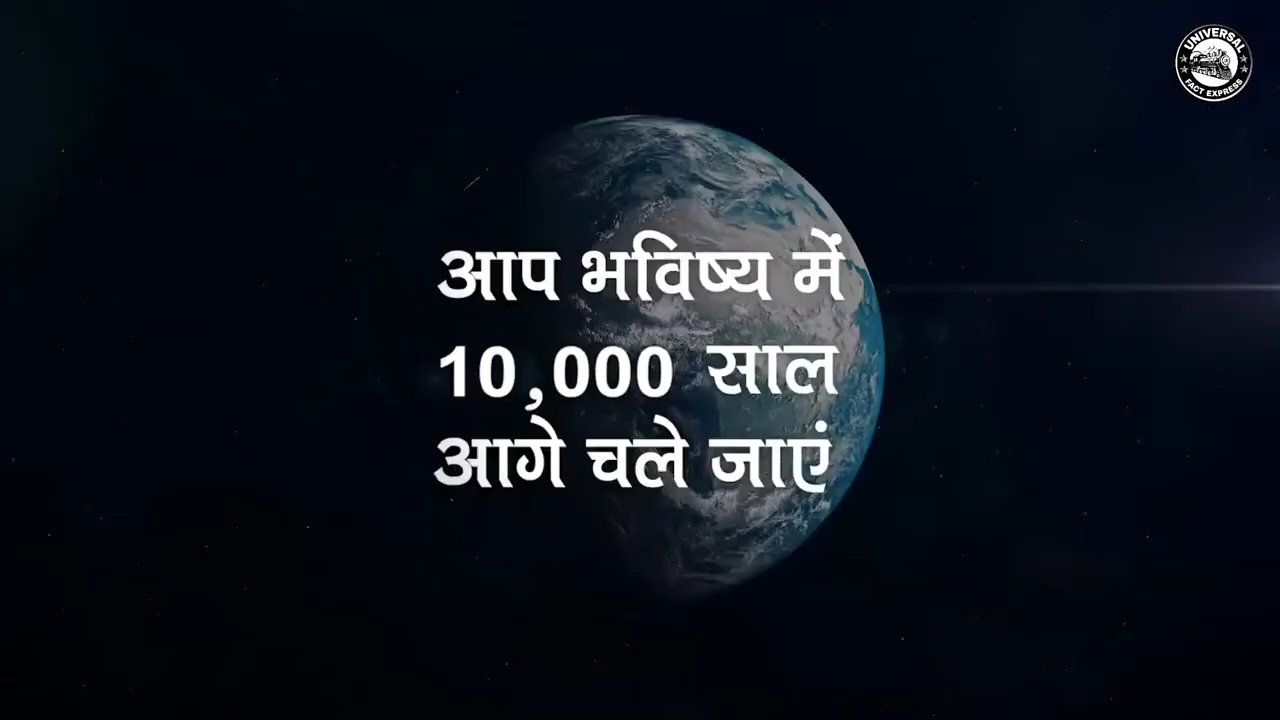 UNIVERSAL
FACT EXPRESS
आप भविष्य में
10,000 साल
आगे चले जाएं